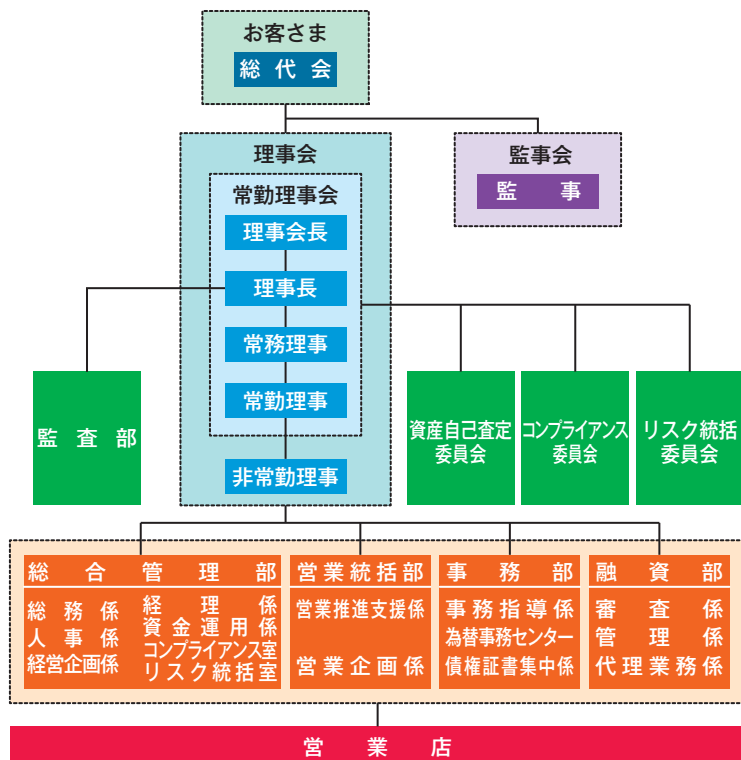 お客さま
総代会
理事会
監事会
監事
常勤理事会
理事会長
理事長
常務理事
常勤理事
非常勤理事
監査部
資産自己査定
委員会
コンプライアンス
委員会
リスク統括
委員会
総合管理部
総務係
人事係
経営企画係
経理係
資金運用係
コンプライアンス室
リスク統括室
営業統括部
営業推進支援係
営業企画係
事務部
事務指導係
為替事務センター
債権証書集中係
融資部
審査係
管理係
代理業務係
営業店